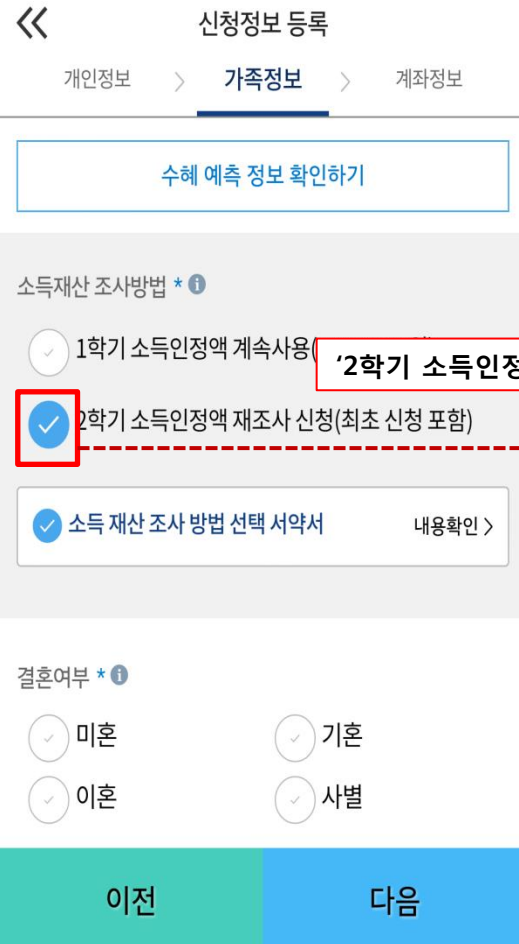 신청정보 등록
개인정보 > 가족정보 > 계좌정보
수혜 예측 정보 확인하기
소득재산 조사방법 *
1학기 소득인정액 계속사용(
‘2학기 소득인정
2학기 소득인정액 재조사 신청(최초 신청 포함)
소득 재산 조사 방법 선택 서약서 내용확인 >
결혼여부 *
미혼 기혼
이혼 사별
이전 다음